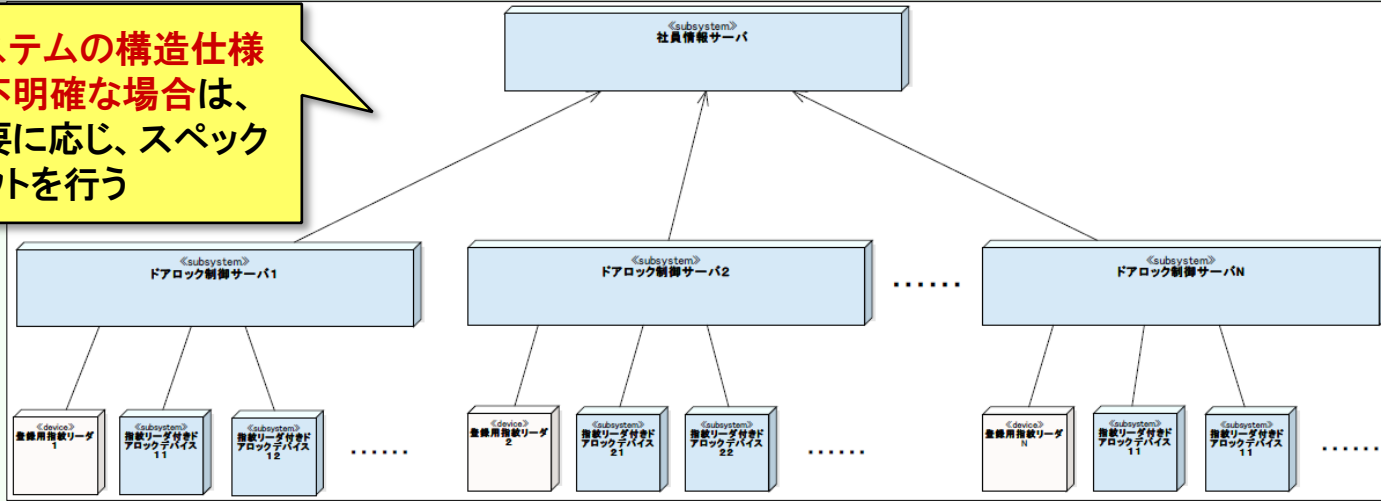 ステムの構造仕様
不明確な場合は、
要に応じ、スペック
ウトを行う
≪subsystem≫
社員情報サーバ
≪subsystem≫
ドアロック制御サーバ1
≪subsystem≫
ドアロック制御サーバ2
......
≪subsystem≫
ドアロック制御サーバN
≪device≫
登録用指紋リーダ
1
≪subsystem≫
指紋リーダ付きド
アロックデバイス
11
≪subsystem≫
指紋リーダ付きド
アロックデバイス
12
......
≪device≫
登録用指紋リーダ
2
≪subsystem≫
指紋リーダ付きド
アロックデバイス
21
≪subsystem≫
指紋リーダ付きド
アロックデバイス
22
......
≪device≫
登録用指紋リーダ
N
≪subsystem≫
指紋リーダ付きド
アロックデバイス
11
≪subsystem≫
指紋リーダ付きド
アロックデバイス
11
......